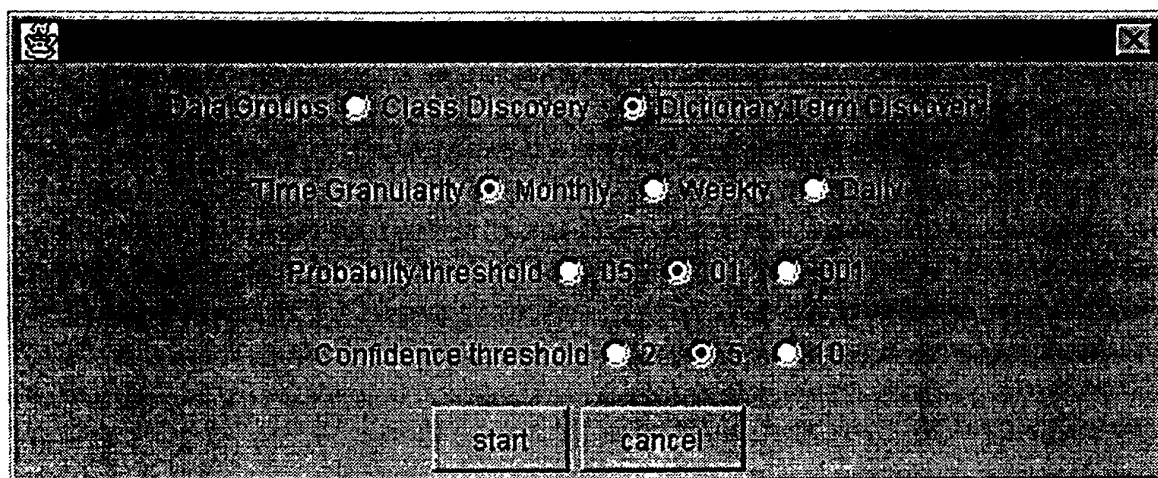 Data Groups Class Discovery Dictionary Term Discovery
Time Granularity Monthly Weekly Daily
Probabilty threshold .05 .01 .001
Confidence threshold 2 5 10
start cancel